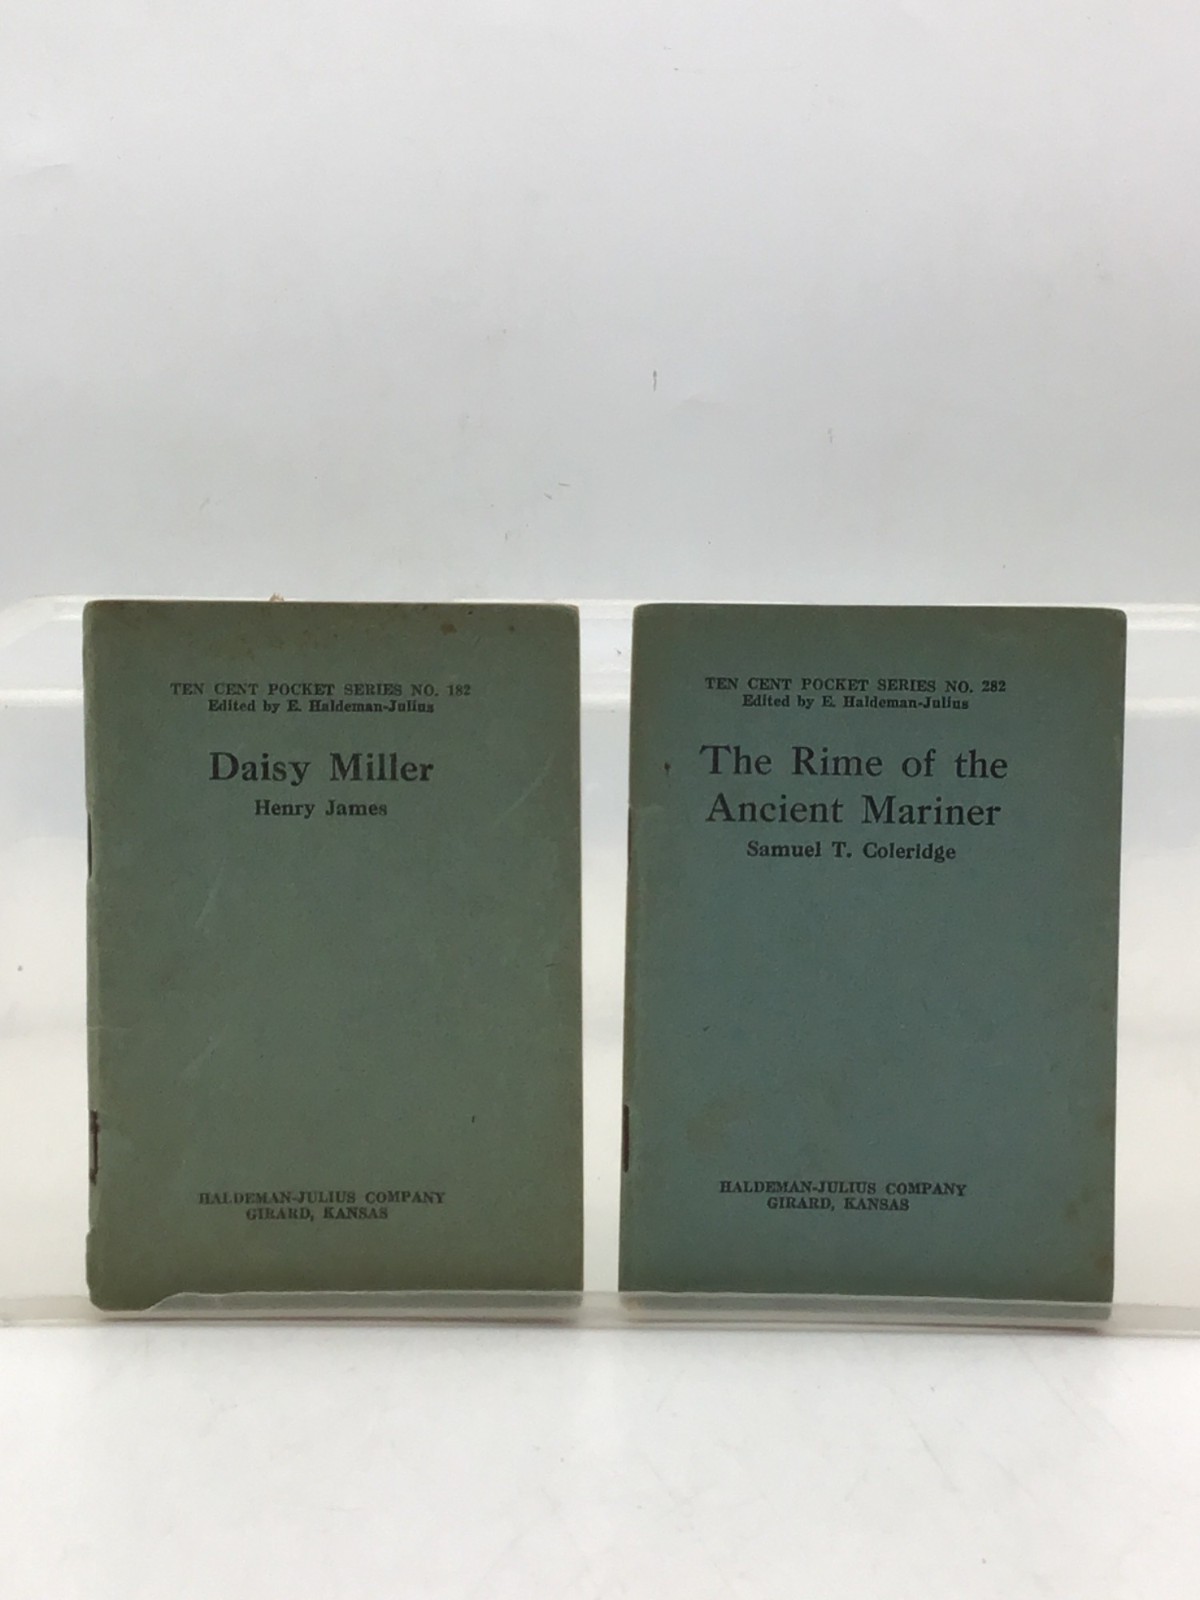 TEN CENT POCKET SERIES NO. 182
Edited by E. Haldeman-Julius
Daisy Miller
Henry James
HALDEMAN-JULIUS COMPANY
GIRARD, KANSAS
TEN CENT POCKET SERIES NO. 282
Edited by E. Haldeman-Julius
The Rime of the
Ancient Mariner
Samuel T. Coleridge
HALDEMAN-JULIUS COMPANY
GIRARD, KANSAS